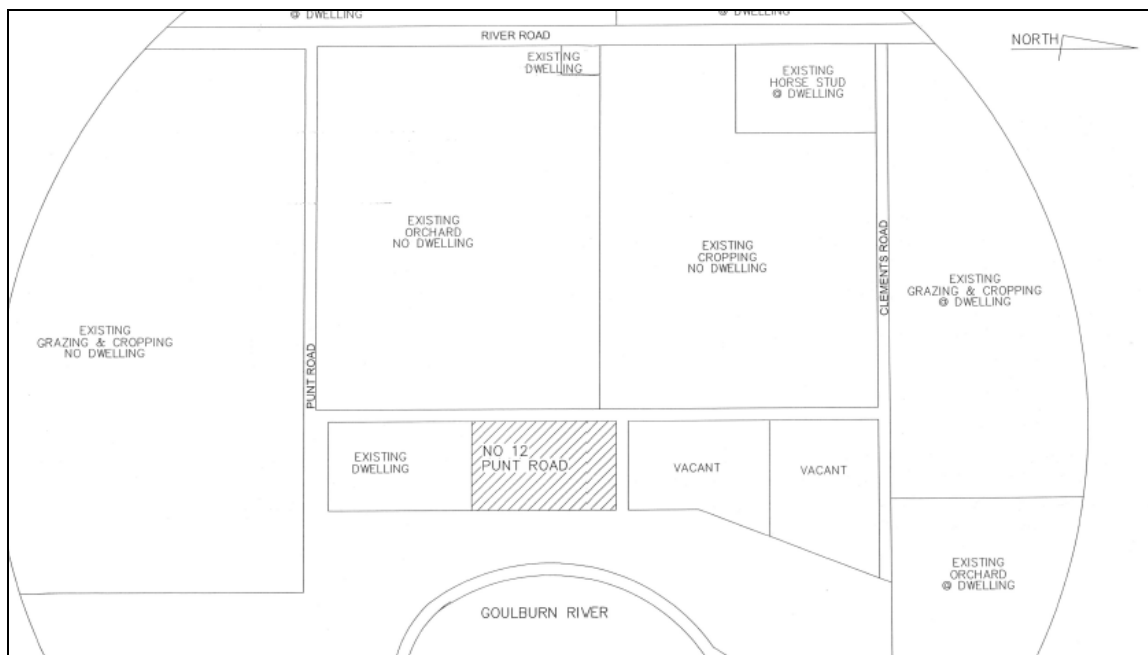 @ DWELLING
@ DWELLING
RIVER ROAD
NORTH
EXISTING
DWELLING
EXISTING
HORSE STUD
@ DWELLING
EXISTING
ORCHARD
NO DWELLING
EXISTING
CROPPING
NO DWELLING
CLEMENTS ROAD
EXISTING
GRAZING & CROPPING
@ DWELLING
EXISTING
GRAZING & CROPPING
NO DWELLING
PUNT ROAD
EXISTING
DWELLING
NO 12
PUNT ROAD
VACANT
VACANT
EXISTING
ORCHARD
@ DWELLING
GOULBURN RIVER